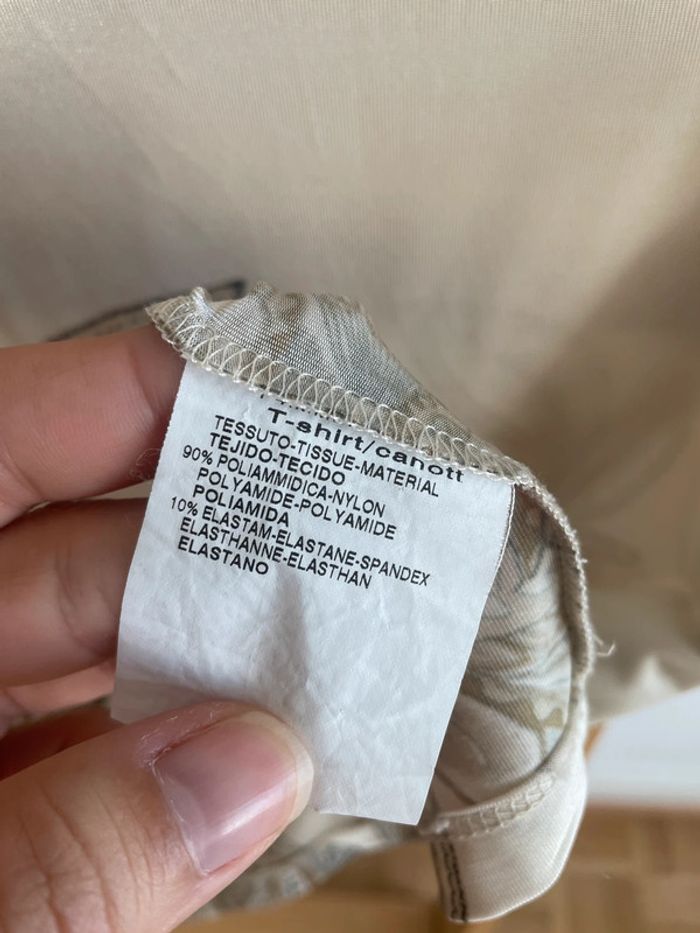 T-shirt/canott
TESSUTO-TISSUE-MATERIAL
TEJIDO-TECIDO
90% POLIAMMIDICA-NYLON
POLYAMIDE-POLYAMIDE
POLIAMIDA
10% ELASTAM-ELASTANE-SPANDEX
ELASTHANNE-ELASTHAN
ELASTANO